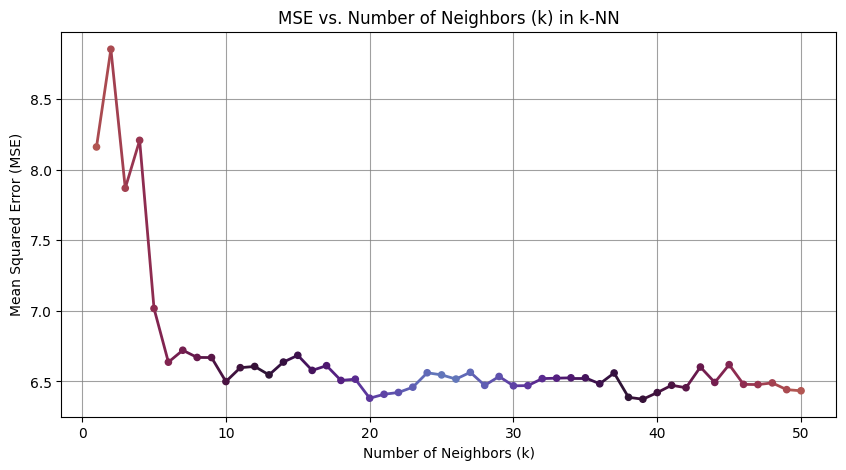 MSE vs. Number of Neighbors (k) in k-NN
Mean Squared Error (MSE)
8.5
8.0
7.5
7.0
6.5
0 10 20 30 40 50
Number of Neighbors (k)